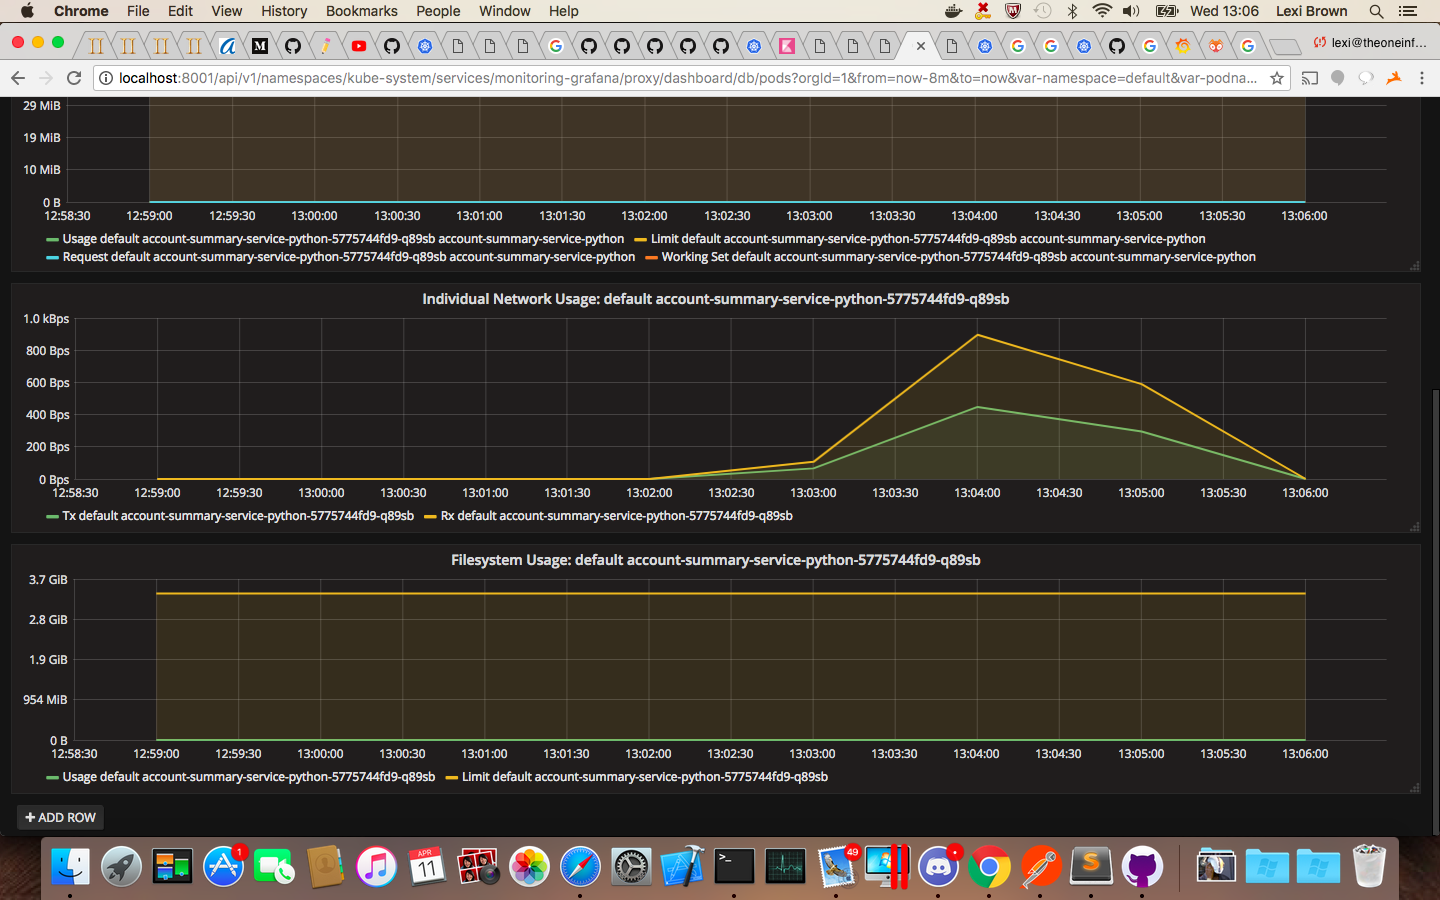 Chrome File Edit View History Bookmarks People Window Help Wed 13:06 Lexi Brown
lexi@theoneinf...
localhost:8001/api/v1/namespaces/kube-system/services/monitoring-grafana/proxy/dashboard/db/pods?orgId=1&from=now-8m&to=now&var-namespace=default&var-podna...
29 MiB
19 MiB
10 MiB
0 B
12:58:30 12:59:00 12:59:30 13:00:00 13:00:30 13:01:00 13:01:30 13:02:00 13:02:30 13:03:00 13:03:30 13:04:00 13:04:30 13:05:00 13:05:30 13:06:00
Usage default account-summary-service-python-5775744fd9-q89sb account-summary-service-python Limit default account-summary-service-python-5775744fd9-q89sb account-summary-service-python
Request default account-summary-service-python-5775744fd9-q89sb account-summary-service-python Working Set default account-summary-service-python-5775744fd9-q89sb account-summary-service-python
Individual Network Usage: default account-summary-service-python-5775744fd9-q89sb
1.0 kBps
800 Bps
600 Bps
400 Bps
200 Bps
0 Bps
12:58:30 12:59:00 12:59:30 13:00:00 13:00:30 13:01:00 13:01:30 13:02:00 13:02:30 13:03:00 13:03:30 13:04:00 13:04:30 13:05:00 13:05:30 13:06:00
Tx default account-summary-service-python-5775744fd9-q89sb Rx default account-summary-service-python-5775744fd9-q89sb
Filesystem Usage: default account-summary-service-python-5775744fd9-q89sb
3.7 GiB
2.8 GiB
1.9 GiB
954 MiB
0 B
12:58:30 12:59:00 12:59:30 13:00:00 13:00:30 13:01:00 13:01:30 13:02:00 13:02:30 13:03:00 13:03:30 13:04:00 13:04:30 13:05:00 13:05:30 13:06:00
Usage default account-summary-service-python-5775744fd9-q89sb Limit default account-summary-service-python-5775744fd9-q89sb
+ ADD ROW
1
APR
11
49